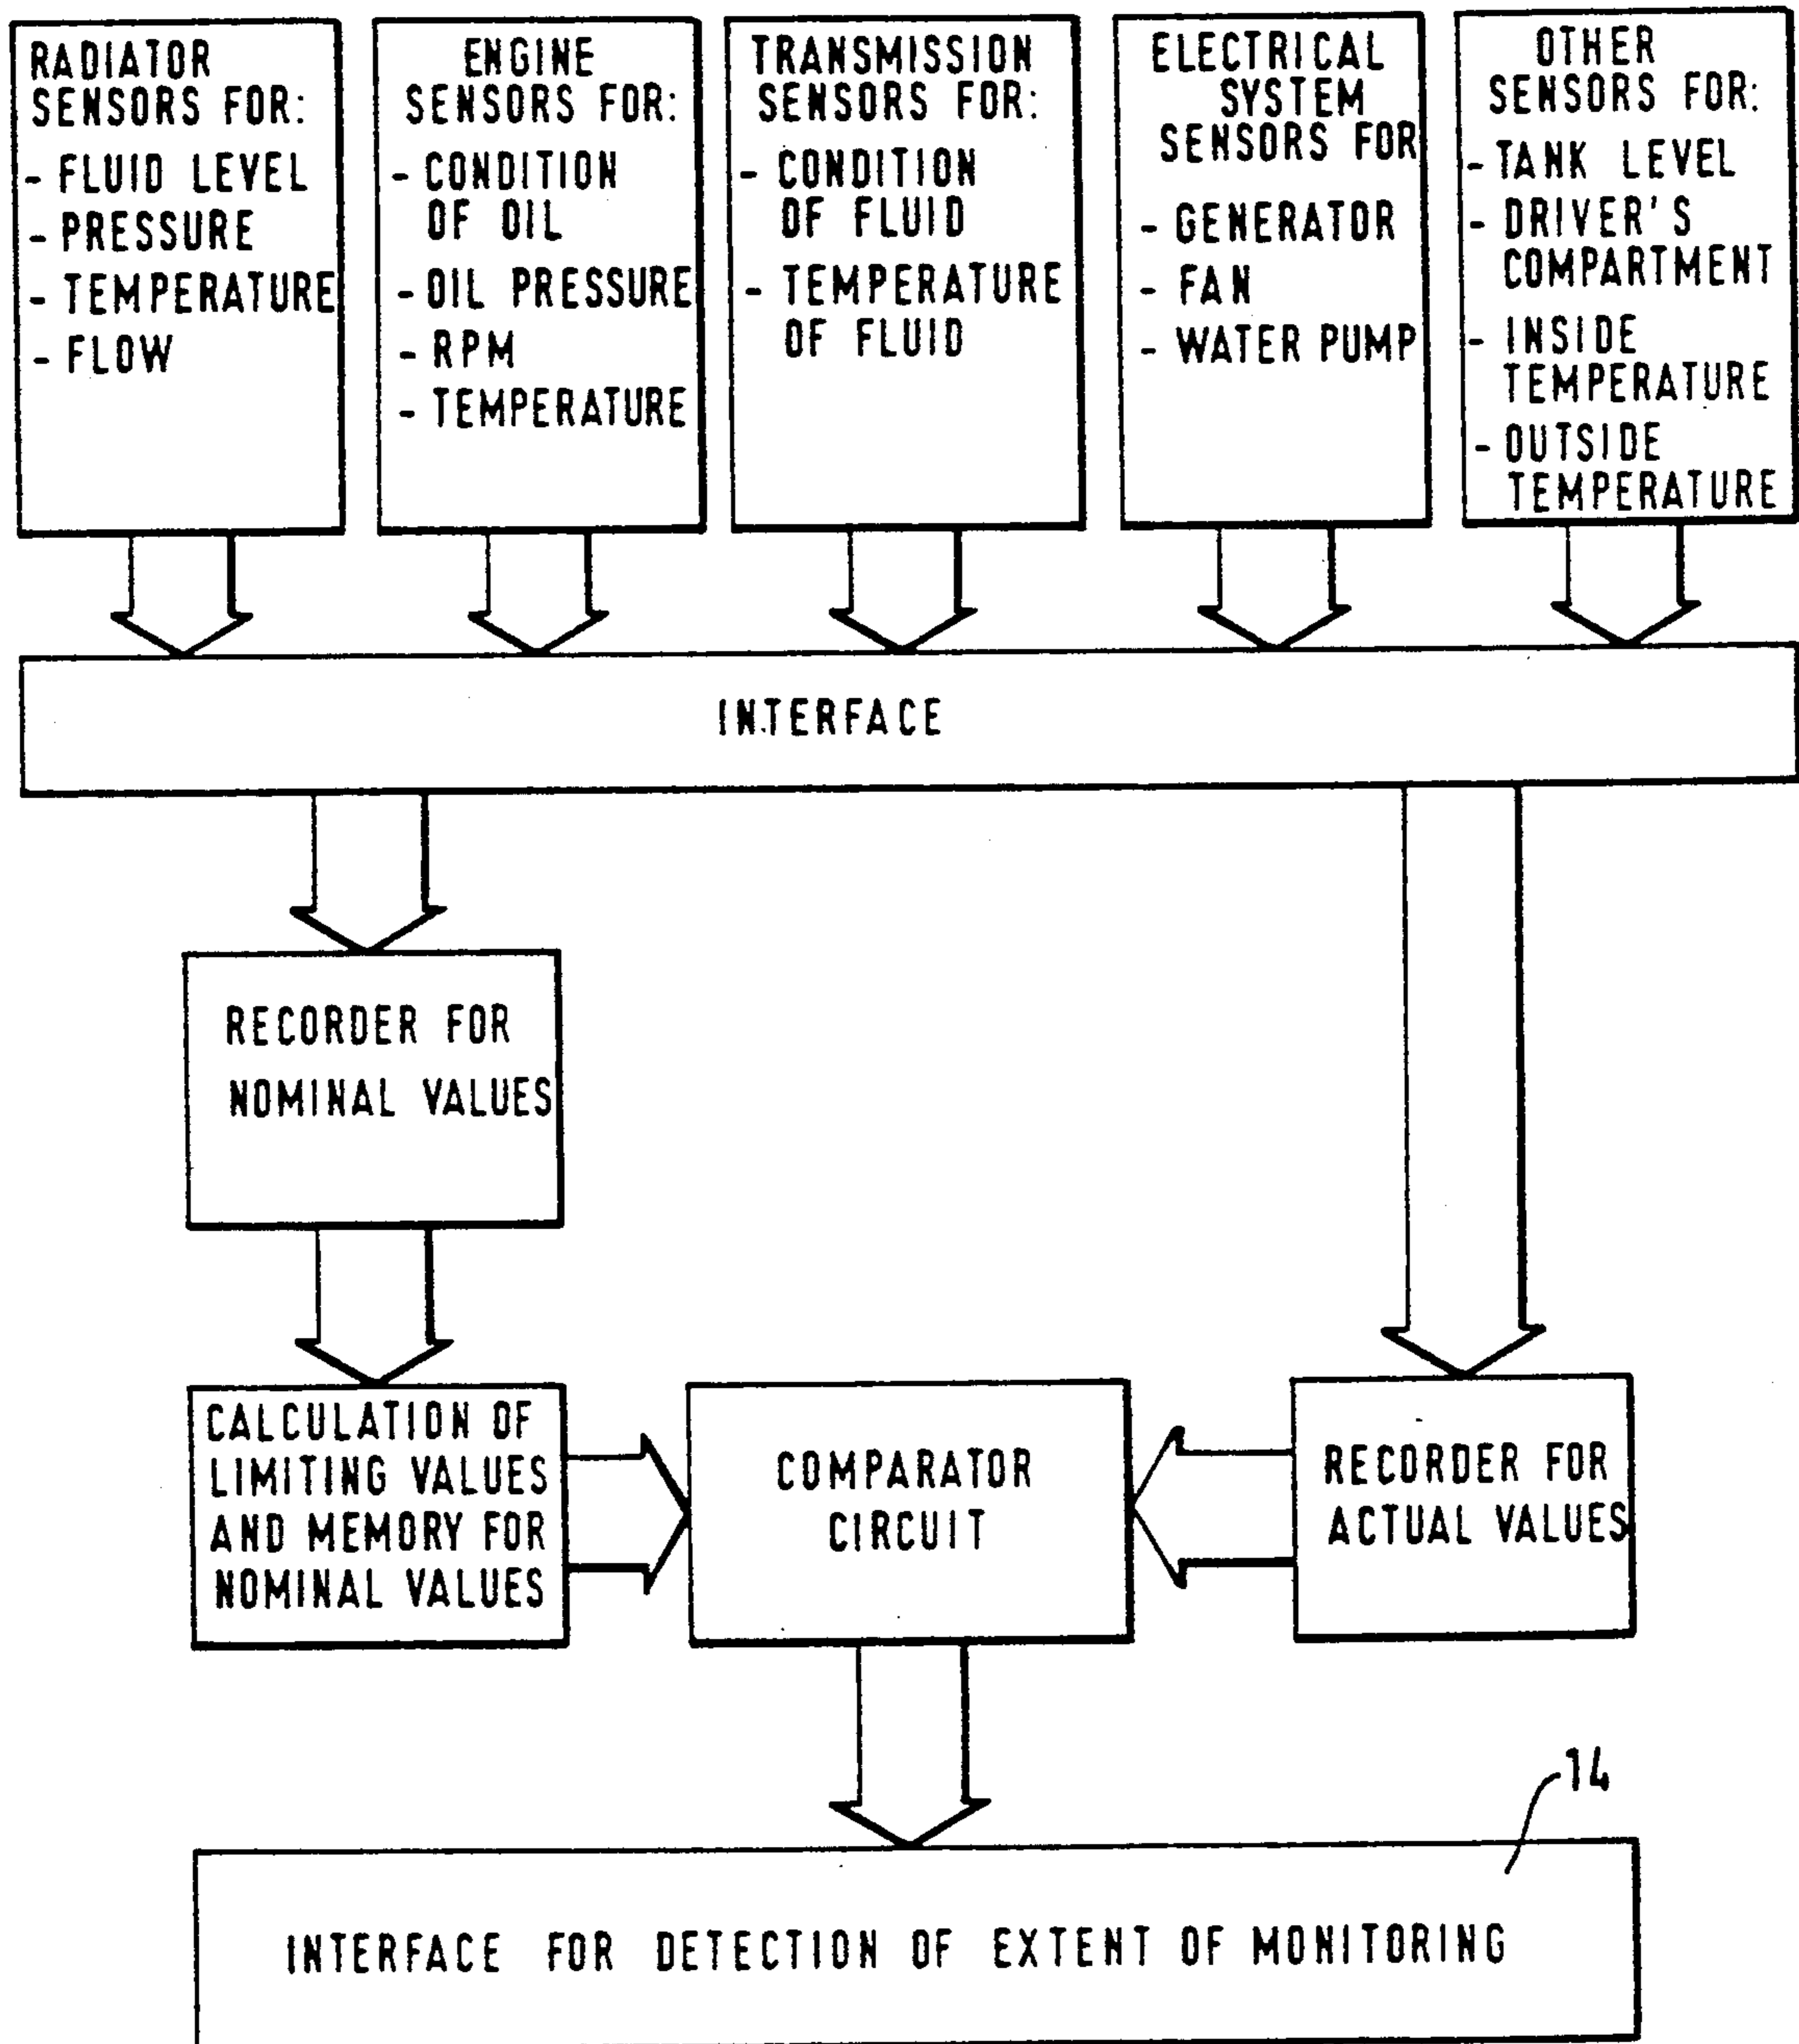 RADIATOR
SENSORS FOR:
- FLUID LEVEL
- PRESSURE
- TEMPERATURE
- FLOW
ENGINE
SENSORS FOR:
- CONDITION
OF OIL
- OIL PRESSURE
- RPM
- TEMPERATURE
TRANSMISSION
SENSORS FOR:
- CONDITION
OF FLUID
- TEMPERATURE
OF FLUID
ELECTRICAL
SYSTEM
SENSORS FOR
- GENERATOR
- FAN
- WATER PUMP
OTHER
SENSORS FOR:
- TANK LEVEL
- DRIVER'S
COMPARTMENT
- INSIDE
TEMPERATURE
- OUTSIDE
TEMPERATURE
INTERFACE
RECORDER FOR
NOMINAL VALUES
CALCULATION OF
LIMITING VALUES
AND MEMORY FOR
NOMINAL VALUES
COMPARATOR
CIRCUIT
RECORDER FOR
ACTUAL VALUES
14
INTERFACE FOR DETECTION OF EXTENT OF MONITORING